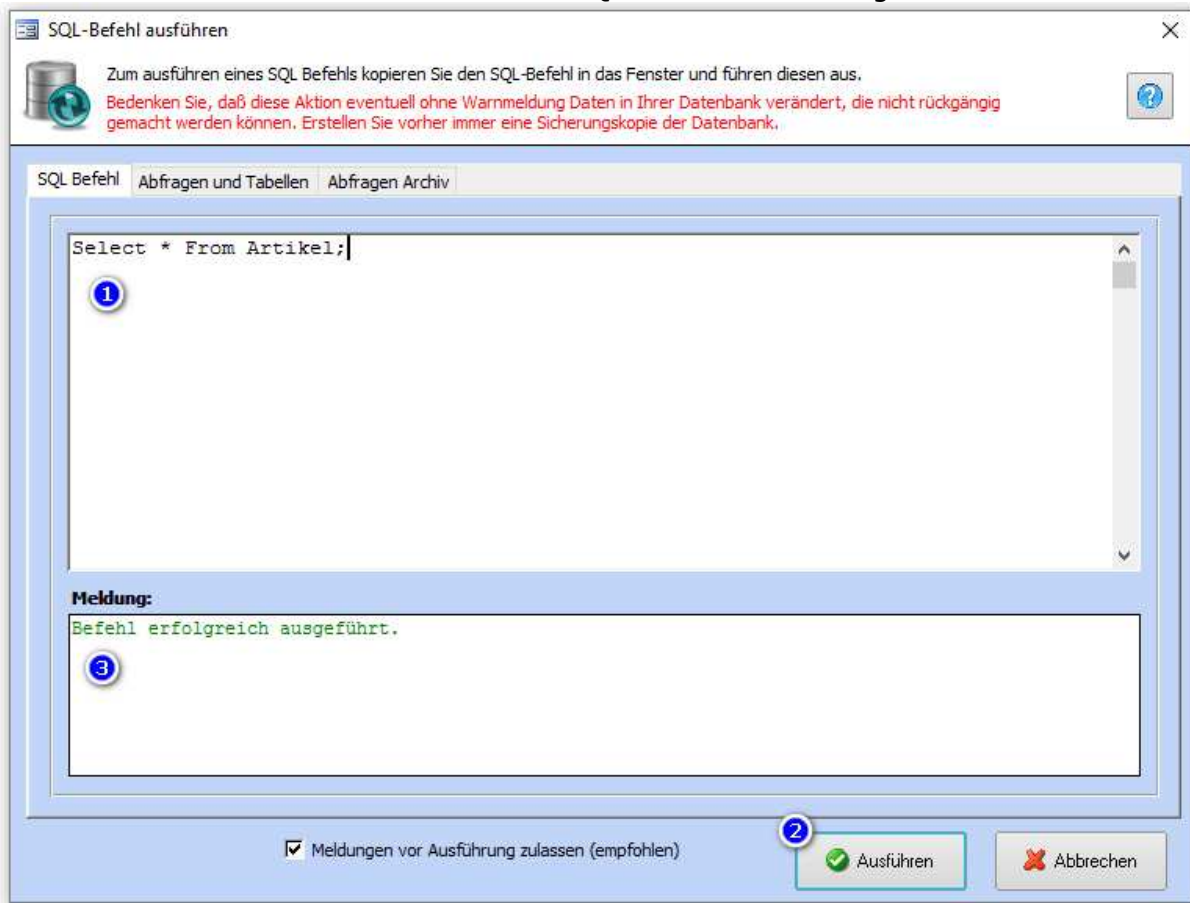 SQL-Befehl ausführen
Zum ausführen eines SQL Befehls kopieren Sie den SQL-Befehl in das Fenster und führen diesen aus.
Bedenken Sie, daß diese Aktion eventuell ohne Warnmeldung Daten in Ihrer Datenbank verändert, die nicht rückgängig
gemacht werden können. Erstellen Sie vorher immer eine Sicherungskopie der Datenbank.
SQL Befehl Abfragen und Tabellen Abfragen Archiv
Select * From Artikel;
1
Meldung:
Befehl erfolgreich ausgeführt.
3
2
Meldungen vor Ausführung zulassen (empfohlen) Ausführen Abbrechen